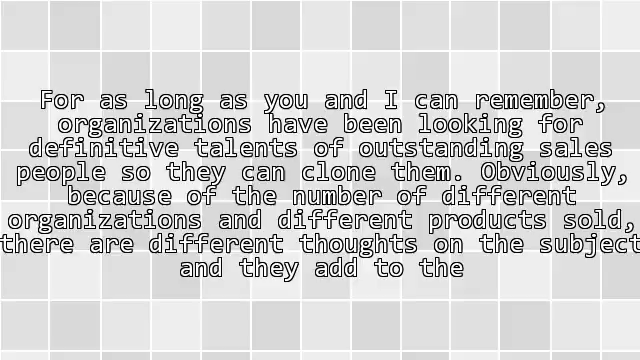 For as long as you and I can remember,
organizations have been looking for
definitive talents of outstanding sales
people so they can clone them. Obviously,
because of the number of different
organizations and different products sold,
there are different thoughts on the subject
and they add to the